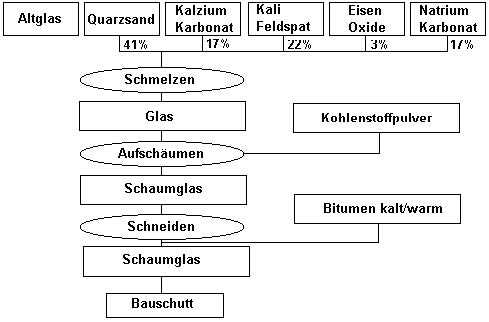 Altglas
Quarzsand
Kalzium
Karbonat
Kali
Feldspat
Eisen
Oxide
Natrium
Karbonat
41%
17%
22%
3%
17%
Schmelzen
Glas
Kohlenstoffpulver
Aufschäumen
Schaumglas
Bitumen kalt/warm
Schneiden
Schaumglas
Bauschutt